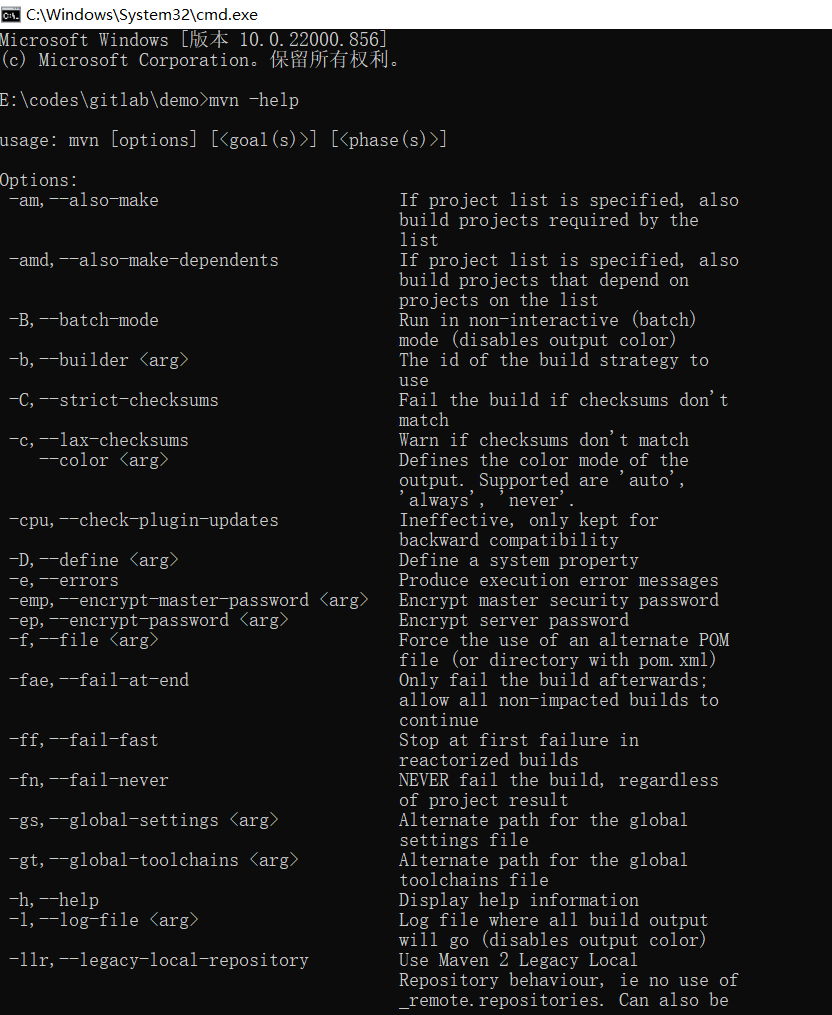 C:\Windows\System32\cmd.exe
Microsoft Windows [版本 10.0.22000.856]
(c) Microsoft Corporation。保留所有权利。
E:\codes\gitlab\demo>mvn -help
usage: mvn [options] [<goal(s)>] [<phase(s)>]
Options:
-am,--also-make If project list is specified, also
build projects required by the
list
-amd,--also-make-dependents If project list is specified, also
build projects that depend on
projects on the list
-B,--batch-mode Run in non-interactive (batch)
mode (disables output color)
-b,--builder <arg> The id of the build strategy to
use
-C,--strict-checksums Fail the build if checksums don't
match
-c,--lax-checksums Warn if checksums don't match
--color <arg> Defines the color mode of the
output. Supported are 'auto',
'always', 'never'.
-cpu,--check-plugin-updates Ineffective, only kept for
backward compatibility
-D,--define <arg> Define a system property
-e,--errors Produce execution error messages
-emp,--encrypt-master-password <arg> Encrypt master security password
-ep,--encrypt-password <arg> Encrypt server password
-f,--file <arg> Force the use of an alternate POM
file (or directory with pom.xml)
-fae,--fail-at-end Only fail the build afterwards;
allow all non-impacted builds to
continue
-ff,--fail-fast Stop at first failure in
reactorized builds
-fn,--fail-never NEVER fail the build, regardless
of project result
-gs,--global-settings <arg> Alternate path for the global
settings file
-gt,--global-toolchains <arg> Alternate path for the global
toolchains file
-h,--help Display help information
-l,--log-file <arg> Log file where all build output
will go (disables output color)
-llr,--legacy-local-repository Use Maven 2 Legacy Local
Repository behaviour, ie no use of
_remote.repositories. Can also be